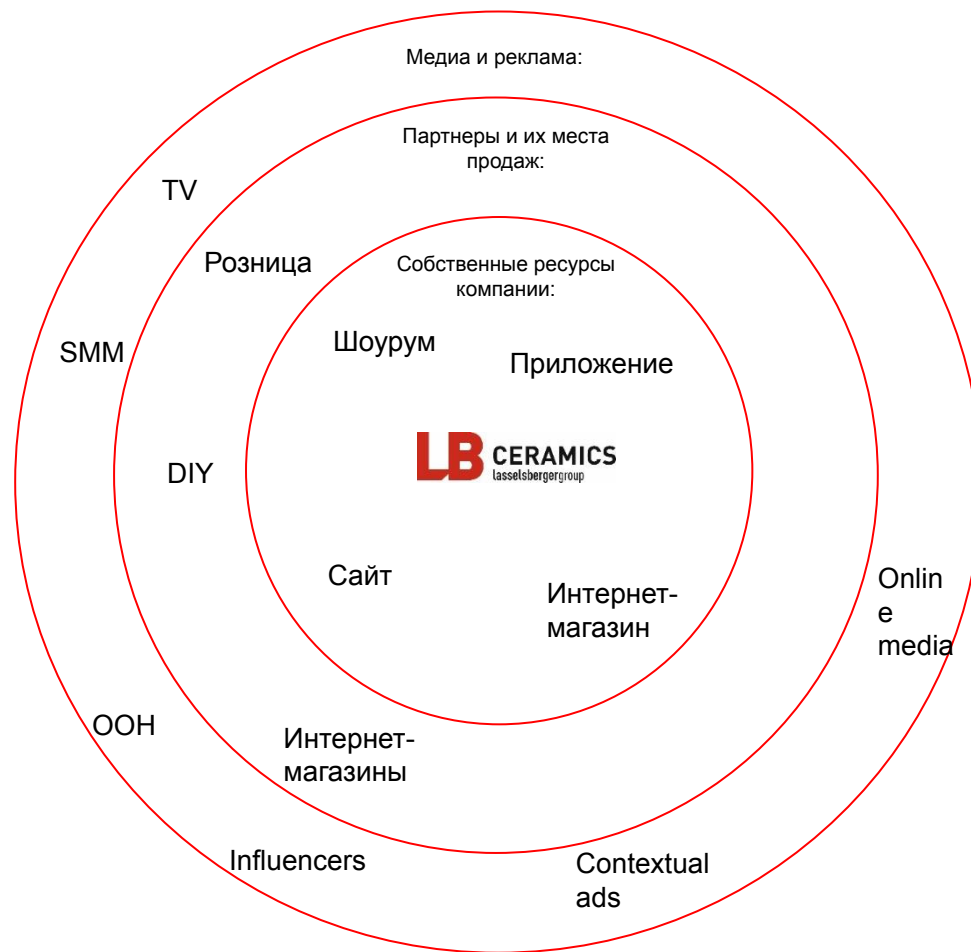 Медиа и реклама:
Партнеры и их места
продаж:
TV
Розница
Собственные ресурсы
компании:
Шоурум
SMM
Приложение
LB CERAMICS
lasselsbergergroup
DIY
Сайт
Интернет-
магазин
Onlin
e
media
OOH
Интернет-
магазины
Influencers
Contextual
ads